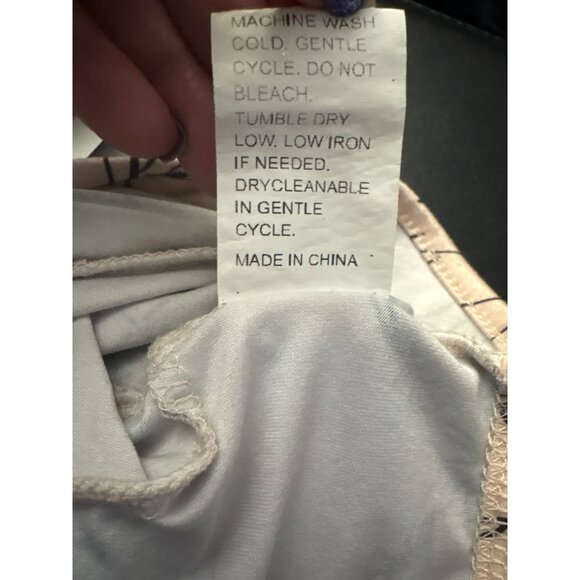 MACHINE WASH
COLD. GENTLE
CYCLE. DO NOT
BLEACH.
TUMBLE DRY
LOW. LOW IRON
IF NEEDED.
DRYCLEANABLE
IN GENTLE
CYCLE.
MADE IN CHINA